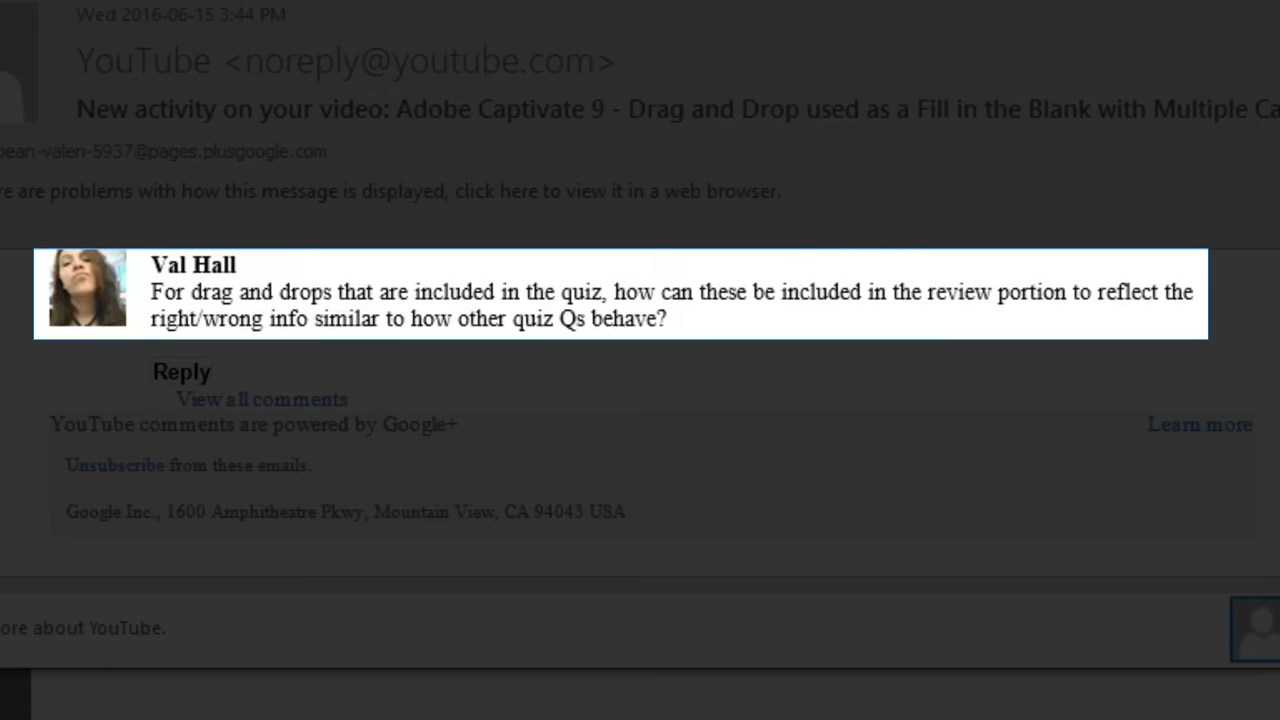 Wed 2016-06-15 3:44 PM
YouTube <noreply@youtube.com>
New activity on your video: Adobe Captivate 9 - Drag and Drop used as a Fill in the Blank with Multiple
bean-valen-5937@pages.plusgoogle.com
are problems with how this message is displayed, click here to view it in a web browser.
Val Hall
For drag and drops that are included in the quiz, how can these be included in the review portion to reflect the
right/wrong info similar to how other quiz Qs behave?
Reply
View all comments
YouTube comments are powered by Google+
Learn more
Unsubscribe from these emails.
Google Inc., 1600 Amphitheatre Pkwy, Mountain View, CA 94043 USA
about YouTube.